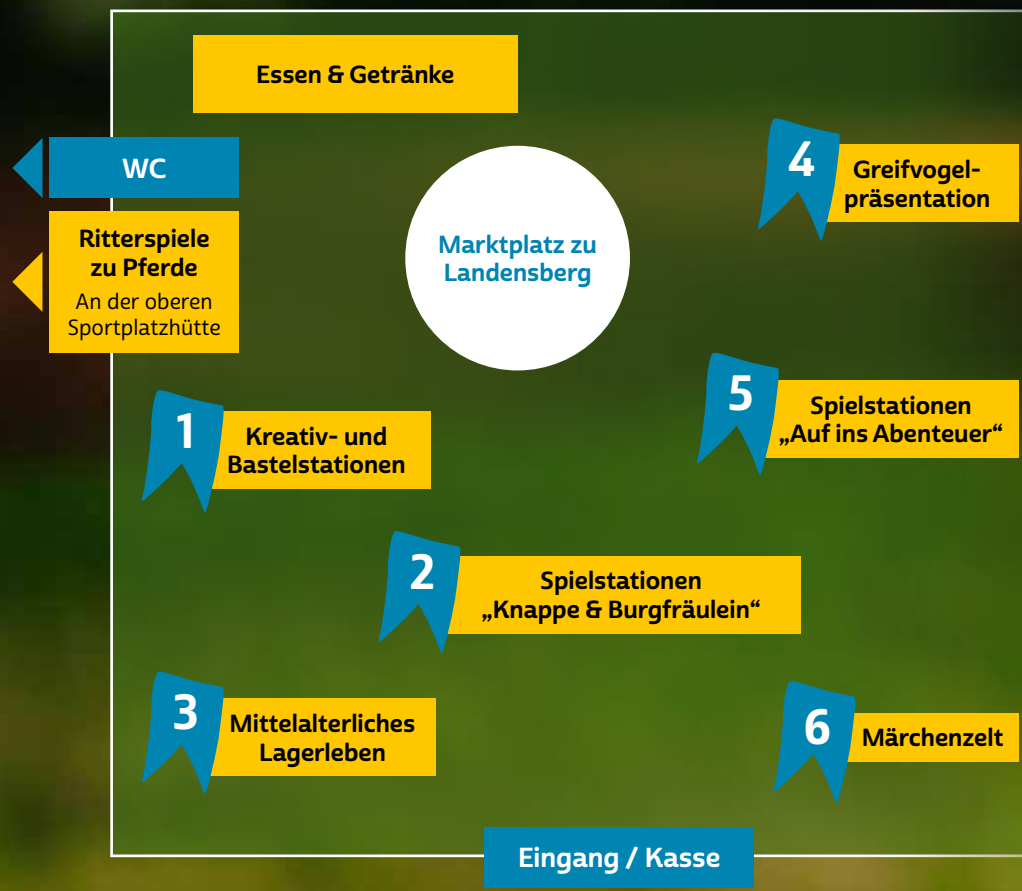 Essen & Getränke
WC
Ritterspiele
zu Pferde
An der oberen
Sportplatzhütte
Marktplatz zu
Landensberg
4
Greifvogel-
präsentation
1
Kreativ- und
Bastelstationen
5
Spielstationen
„Auf ins Abenteuer“
2
Spielstationen
„Knappe & Burgfräulein“
3
Mittelalterliches
Lagerleben
6
Märchenzelt
Eingang / Kasse